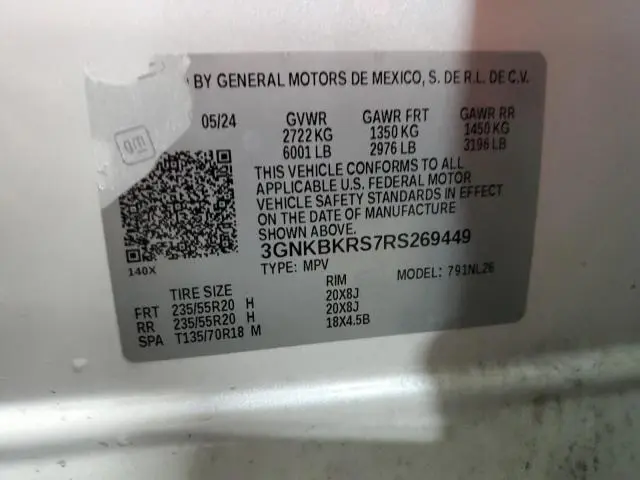 BY GENERAL MOTORS DE MEXICO, S. DE R.L. DE C.V.
gm
05/24 GVWR GAWR FRT GAWR RR
2722 KG 1350 KG 1450 KG
6001 LB 2976 LB 3196 LB
THIS VEHICLE CONFORMS TO ALL
APPLICABLE U.S. FEDERAL MOTOR
VEHICLE SAFETY STANDARDS IN EFFECT
ON THE DATE OF MANUFACTURE
SHOWN ABOVE.
3GNKBKRS7RS269449
140X
TYPE: MPV MODEL: 791NL26
TIRE SIZE RIM
FRT 235/55R20 H 20X8J
RR 235/55R20 H 20X8J
SPA T135/70R18 M 18X4.5B